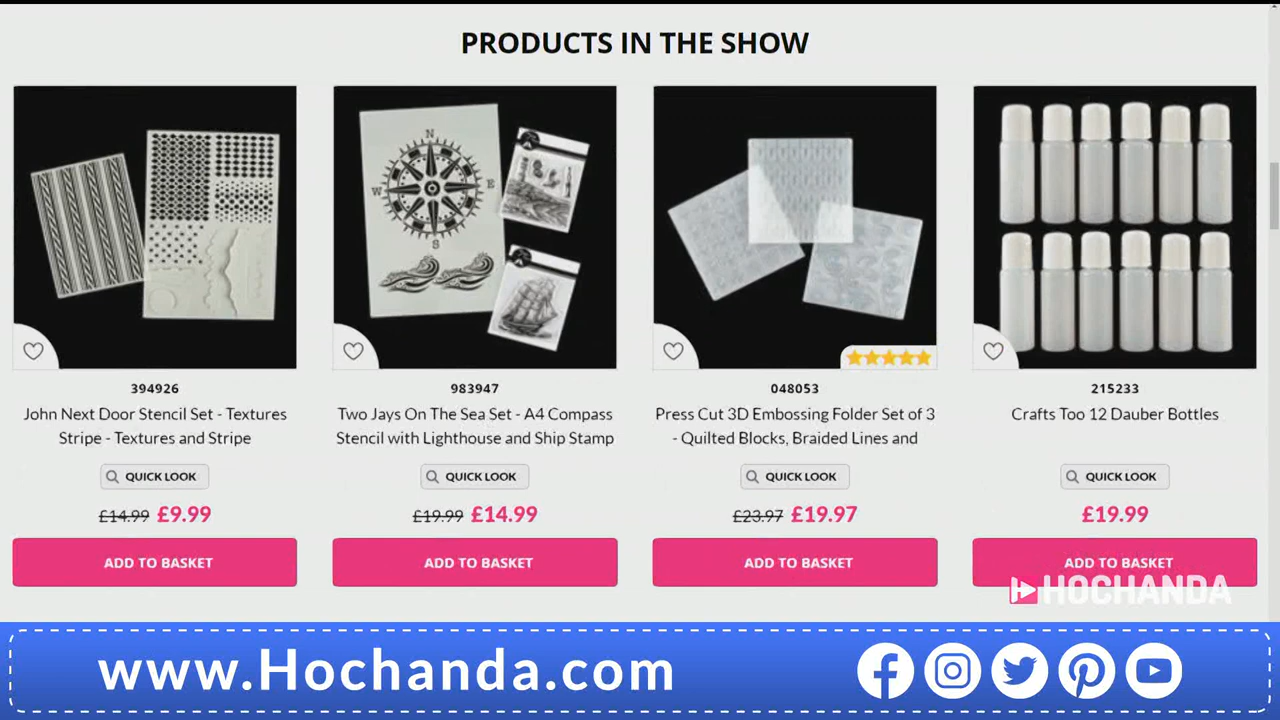 PRODUCTS IN THE SHOW
N
W E
S
394926
John Next Door Stencil Set - Textures
Stripe - Textures and Stripe
QUICK LOOK
£14.99 £9.99
ADD TO BASKET
983947
Two Jays On The Sea Set - A4 Compass
Stencil with Lighthouse and Ship Stamp
QUICK LOOK
£19.99 £14.99
ADD TO BASKET
048053
Press Cut 3D Embossing Folder Set of 3
- Quilted Blocks, Braided Lines and
QUICK LOOK
£23.97 £19.97
ADD TO BASKET
215233
Crafts Too 12 Dauber Bottles
QUICK LOOK
£19.99
ADD TO BASKET
HOCHANDA
www.Hochanda.com